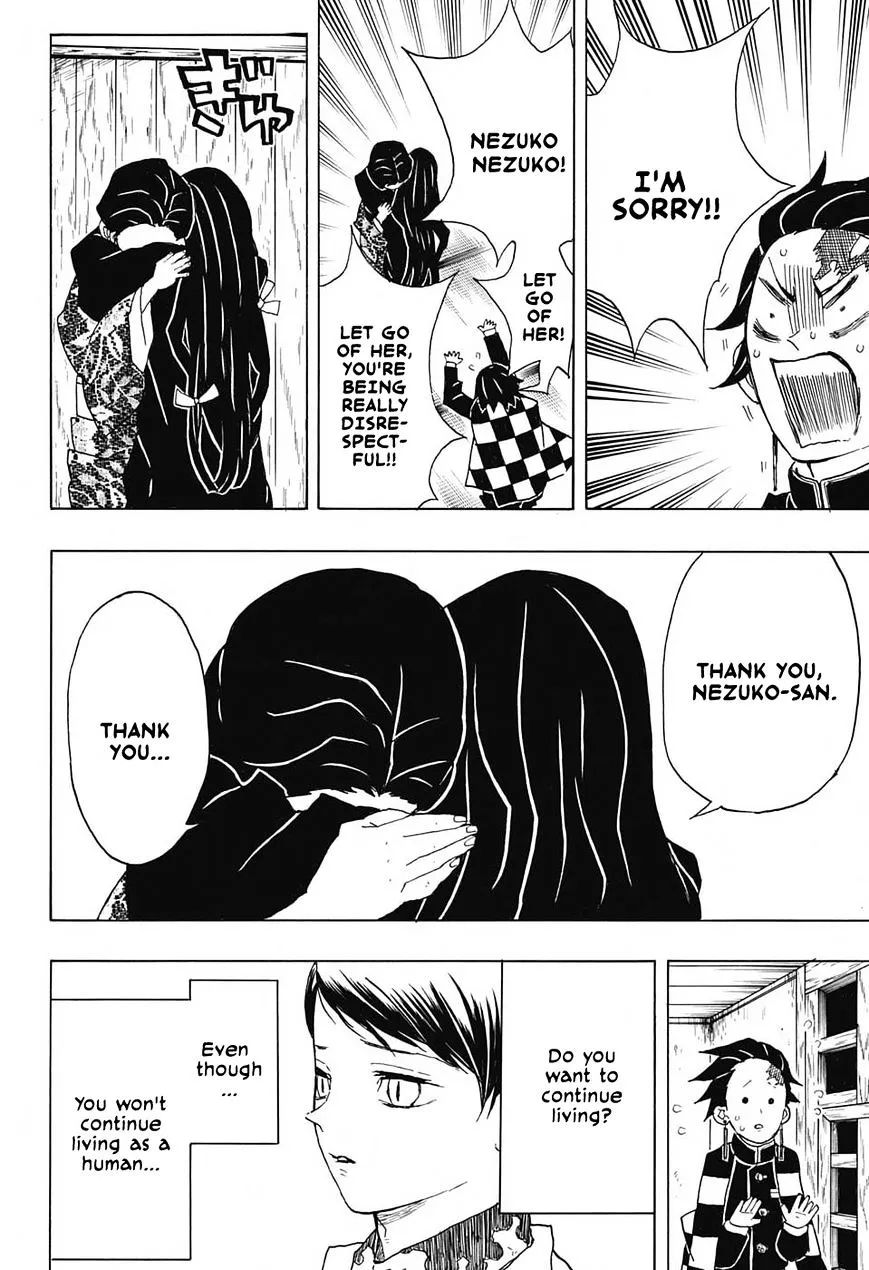 I'M
SORRY!!
NEZUKO
NEZUKO!
LET
GO
OF
HER!
LET GO
OF HER,
YOU'RE
BEING
REALLY
DISRE-
SPECT-
FUL!!
ぎゅ
THANK YOU,
NEZUKO-SAN.
THANK
YOU...
Do you
want to
continue
living?
Even
though
...
You won't
continue
living as a
human...